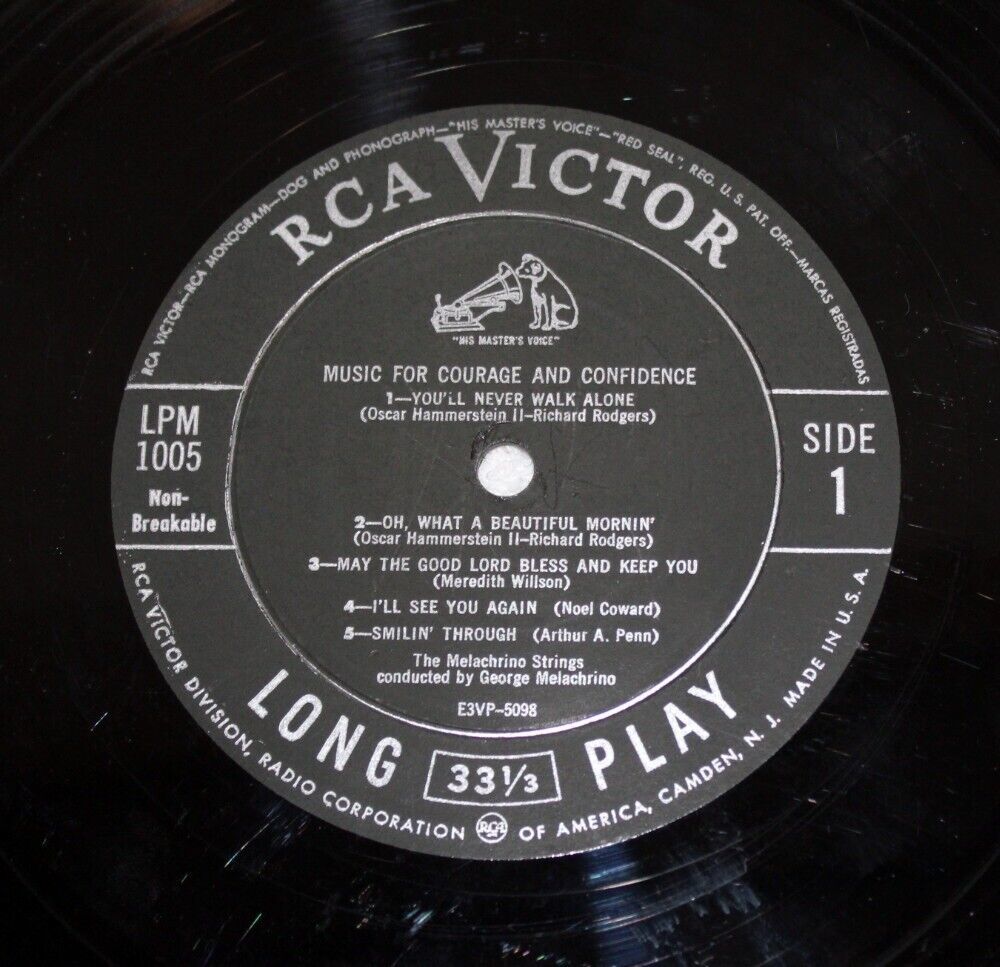 RCA VICTOR—RCA MONOGRAM—DOG AND PHONOGRAPH—"HIS MASTER'S VOICE"—"RED SEAL", REG. U. S. PAT. OFF.—MARCAS REGISTRADAS
RCA VICTOR
"HIS MASTER'S VOICE"
MUSIC FOR COURAGE AND CONFIDENCE
1—YOU'LL NEVER WALK ALONE
(Oscar Hammerstein II–Richard Rodgers)
LPM
1005
Non-
Breakable
SIDE
1
2—OH, WHAT A BEAUTIFUL MORNIN'
(Oscar Hammerstein II–Richard Rodgers)
3—MAY THE GOOD LORD BLESS AND KEEP YOU
(Meredith Willson)
4—I'LL SEE YOU AGAIN (Noel Coward)
5—SMILIN' THROUGH (Arthur A. Penn)
The Melachrino Strings
conducted by George Melachrino
E3VP–5098
LONG 33 1/3 PLAY
RCA VICTOR DIVISION, RADIO CORPORATION RCA OF AMERICA, CAMDEN, N. J. MADE IN U. S. A.